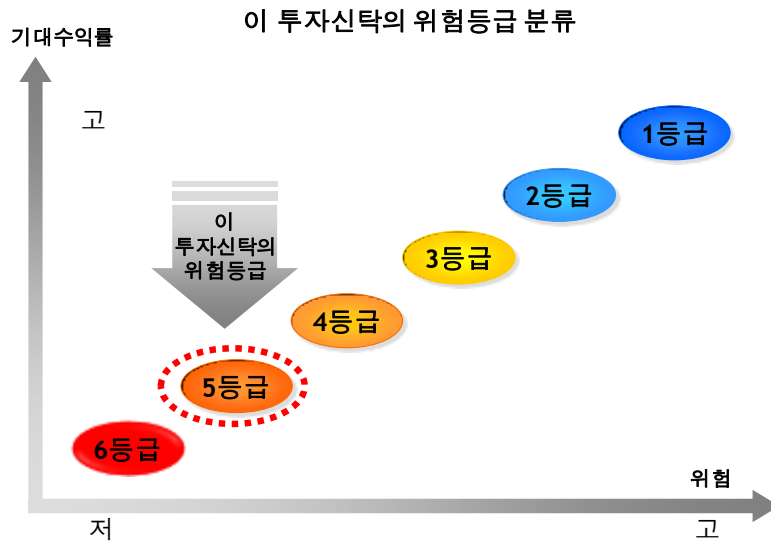 이 투자신탁의 위험등급 분류
기대수익률
고
1등급
2등급
이
투자신탁의
위험등급
3등급
4등급
5등급
6등급
위험
저
고